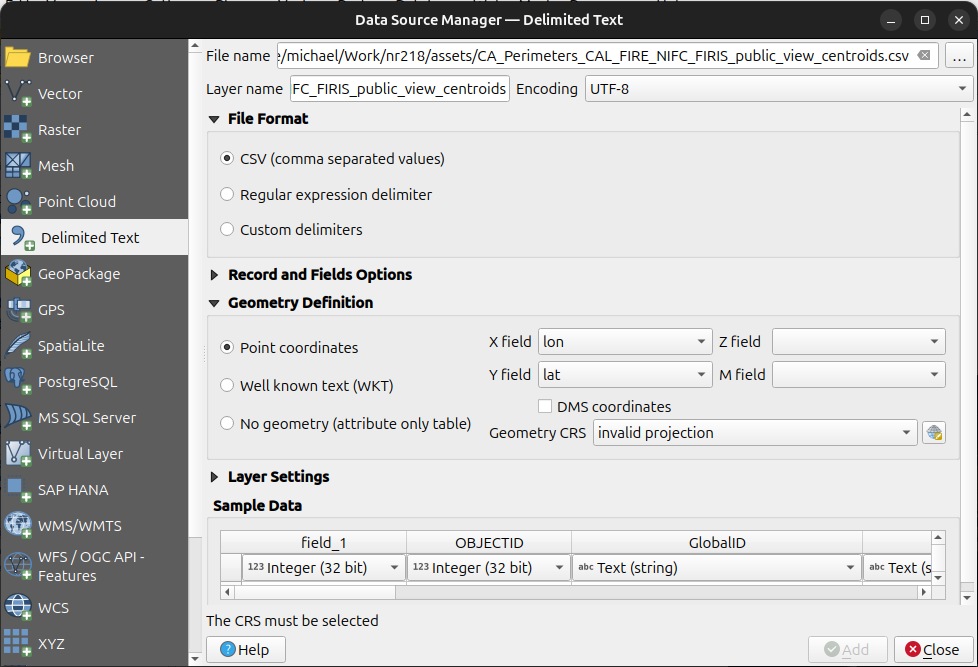 Data Source Manager — Delimited Text
Browser
Vector
Raster
Mesh
Point Cloud
Delimited Text
GeoPackage
GPS
SpatiaLite
PostgreSQL
MS SQL Server
Virtual Layer
SAP HANA
WMS/WMTS
WFS / OGC API -
Features
WCS
XYZ
File name :/michael/Work/nr218/assets/CA_Perimeters_CAL_FIRE_NIFC_FIRIS_public_view_centroids.csv ...
Layer name FC_FIRIS_public_view_centroids Encoding UTF-8
File Format
CSV (comma separated values)
Regular expression delimiter
Custom delimiters
Record and Fields Options
Geometry Definition
Point coordinates
Well known text (WKT)
No geometry (attribute only table)
X field lon Z field
Y field lat M field
DMS coordinates
Geometry CRS invalid projection
Layer Settings
Sample Data
field_1 OBJECTID GlobalID
123 Integer (32 bit) 123 Integer (32 bit) abc Text (string) abc Text (s
The CRS must be selected
Help Add Close